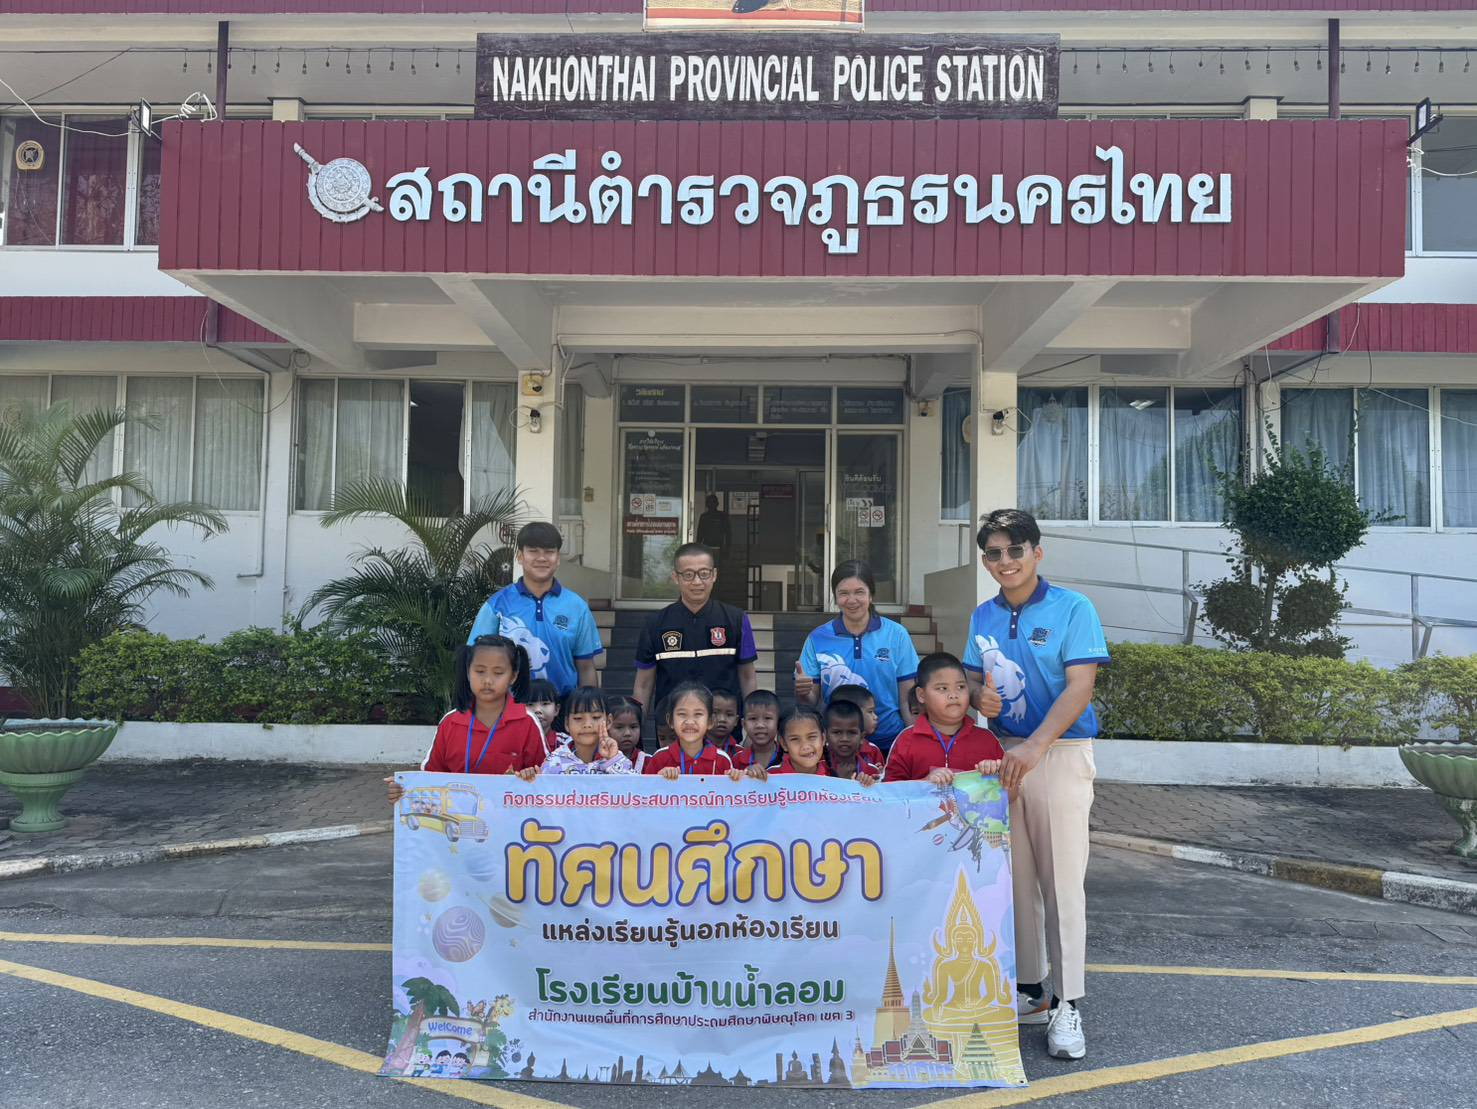 NAKHONTHAI PROVINCIAL POLICE STATION
สถานีตำรวจภูธรนครไทย
กิจกรรมส่งเสริมประสบการณ์การเรียนรู้นอกห้องเรียน
ทัศนศึกษา
แหล่งเรียนรู้นอกห้องเรียน
โรงเรียนบ้านน้ำลอม
สำนักงานเขตพื้นที่การศึกษาประถมศึกษาพิษณุโลก เขต 3
Welcome